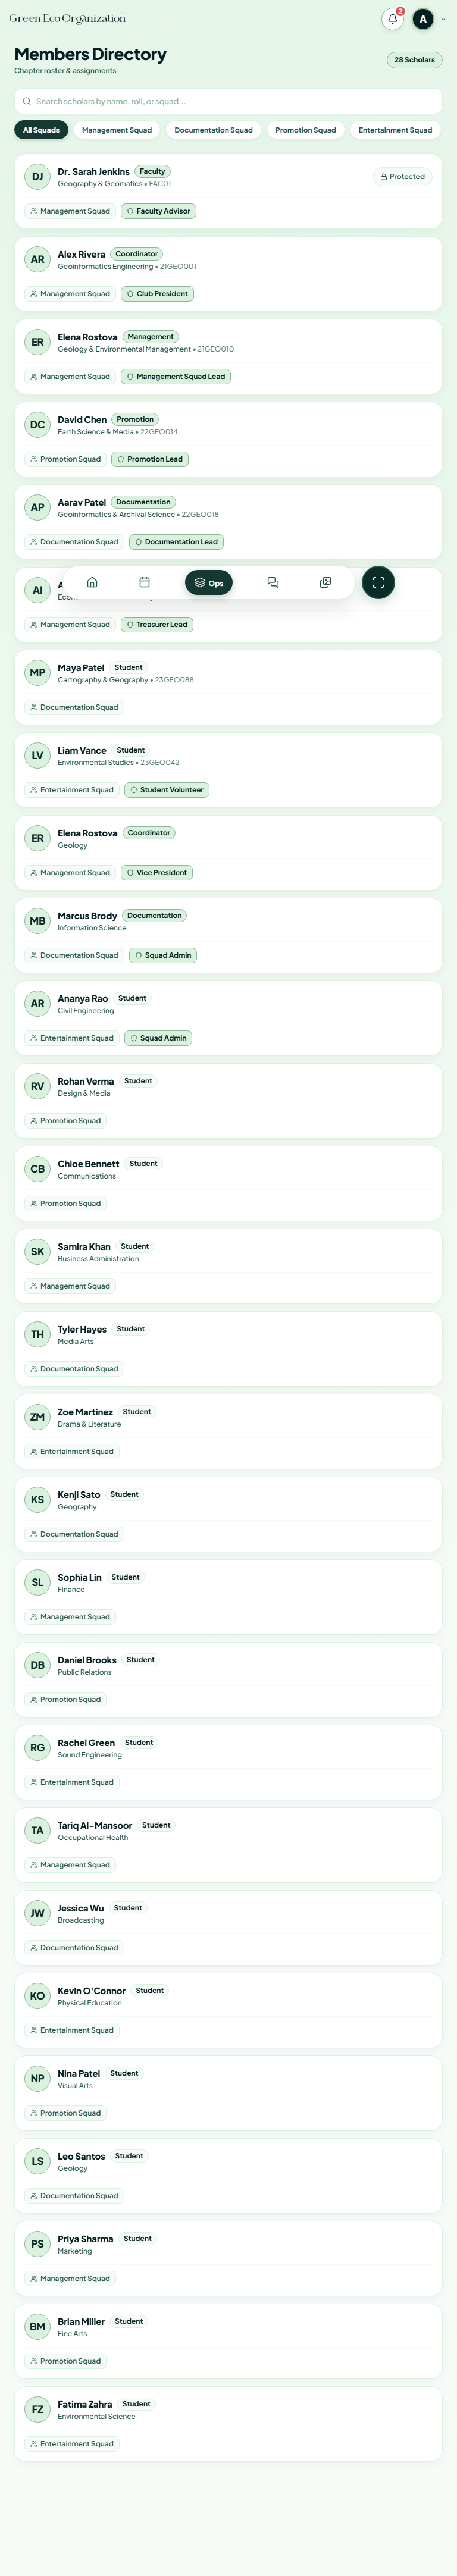 Green Eco Organization
2
A
Members Directory
Chapter roster & assignments
28 Scholars
Search scholars by name, roll, or squad...
All Squads
Management Squad
Documentation Squad
Promotion Squad
Entertainment Squad
DJ
Dr. Sarah Jenkins
Faculty
Geography & Geomatics • FAC01
Protected
Management Squad
Faculty Advisor
AR
Alex Rivera
Coordinator
Geoinformatics Engineering • 21GEO001
Management Squad
Club President
ER
Elena Rostova
Management
Geology & Environmental Management • 21GEO010
Management Squad
Management Squad Lead
DC
David Chen
Promotion
Earth Science & Media • 22GEO014
Promotion Squad
Promotion Lead
AP
Aarav Patel
Documentation
Geoinformatics & Archival Science • 22GEO018
Documentation Squad
Documentation Lead
AI
Ops
Management Squad
Treasurer Lead
MP
Maya Patel
Student
Cartography & Geography • 23GEO088
Documentation Squad
LV
Liam Vance
Student
Environmental Studies • 23GEO042
Entertainment Squad
Student Volunteer
ER
Elena Rostova
Coordinator
Geology
Management Squad
Vice President
MB
Marcus Brody
Documentation
Information Science
Documentation Squad
Squad Admin
AR
Ananya Rao
Student
Civil Engineering
Entertainment Squad
Squad Admin
RV
Rohan Verma
Student
Design & Media
Promotion Squad
CB
Chloe Bennett
Student
Communications
Promotion Squad
SK
Samira Khan
Student
Business Administration
Management Squad
TH
Tyler Hayes
Student
Media Arts
Documentation Squad
ZM
Zoe Martinez
Student
Drama & Literature
Entertainment Squad
KS
Kenji Sato
Student
Geography
Documentation Squad
SL
Sophia Lin
Student
Finance
Management Squad
DB
Daniel Brooks
Student
Public Relations
Promotion Squad
RG
Rachel Green
Student
Sound Engineering
Entertainment Squad
TA
Tariq Al-Mansoor
Student
Occupational Health
Management Squad
JW
Jessica Wu
Student
Broadcasting
Documentation Squad
KO
Kevin O'Connor
Student
Physical Education
Entertainment Squad
NP
Nina Patel
Student
Visual Arts
Promotion Squad
LS
Leo Santos
Student
Geology
Documentation Squad
PS
Priya Sharma
Student
Marketing
Management Squad
BM
Brian Miller
Student
Fine Arts
Promotion Squad
FZ
Fatima Zahra
Student
Environmental Science
Entertainment Squad